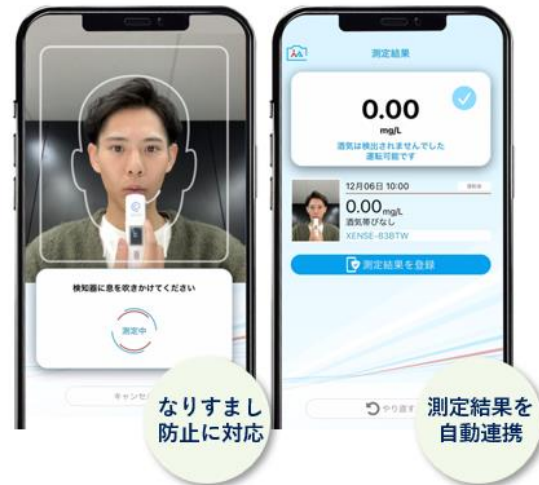 検知器に息を吹きかけてください
測定中
キャンセル
なりすまし
防止に対応
測定結果
0.00
mg/L
酒気は検出されませんでした
運転可能です
12月06日 10:00
0.00mg/L
酒気帯びなし
XENSE-838TW
測定結果を登録
やり直す
測定結果を
自動連携